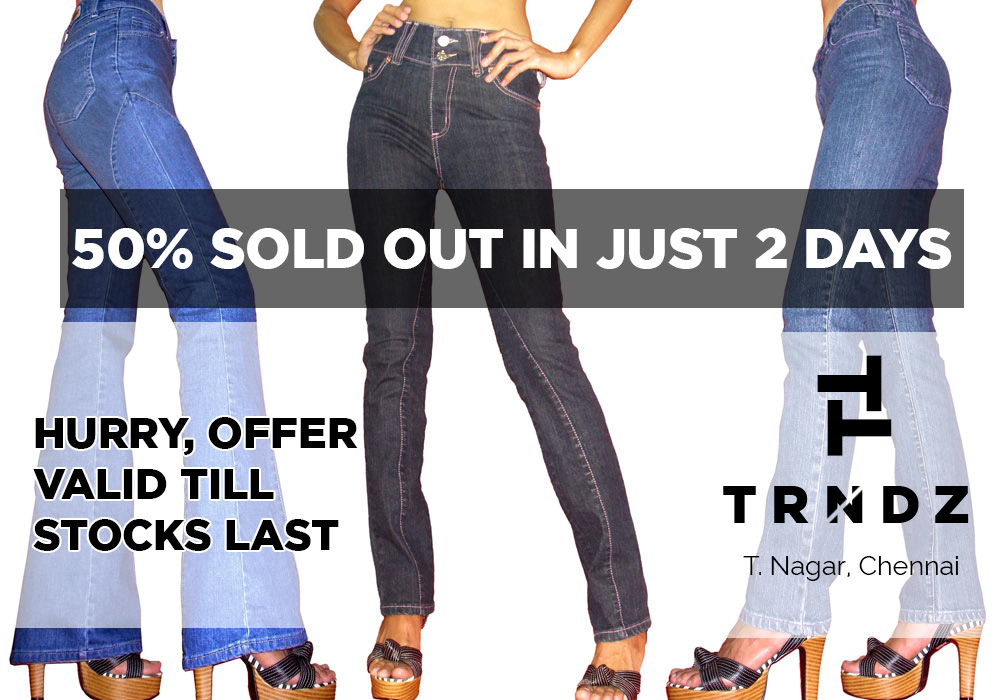 50% SOLD OUT IN JUST 2 DAYS
HURRY, OFFER
VALID TILL
STOCKS LAST
TRNDZ
T. Nagar, Chennai